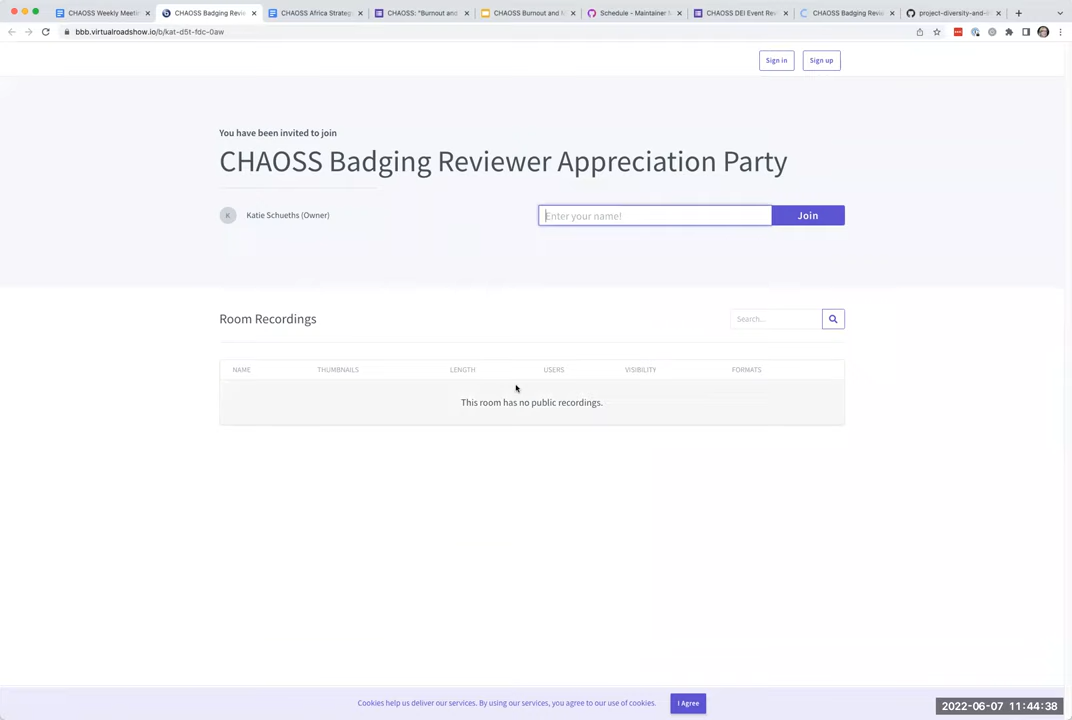 CHAOSS Weekly Meetin
CHAOSS Badging Revie
CHAOSS Africa Strateg
CHAOSS: "Burnout and
CHAOSS Burnout and M
Schedule - Maintainer M
CHAOSS DEI Event Rev
CHAOSS Badging Revie
project-diversity-and-i
bbb.virtualroadshow.io/b/kat-d5t-fdc-0aw
Sign in
Sign up
You have been invited to join
CHAOSS Badging Reviewer Appreciation Party
K
Katie Schueths (Owner)
Enter your name!
Join
Room Recordings
Search...
NAME THUMBNAILS LENGTH USERS VISIBILITY FORMATS
This room has no public recordings.
Cookies help us deliver our services. By using our services, you agree to our use of cookies.
I Agree
2022-06-07 11:44:38